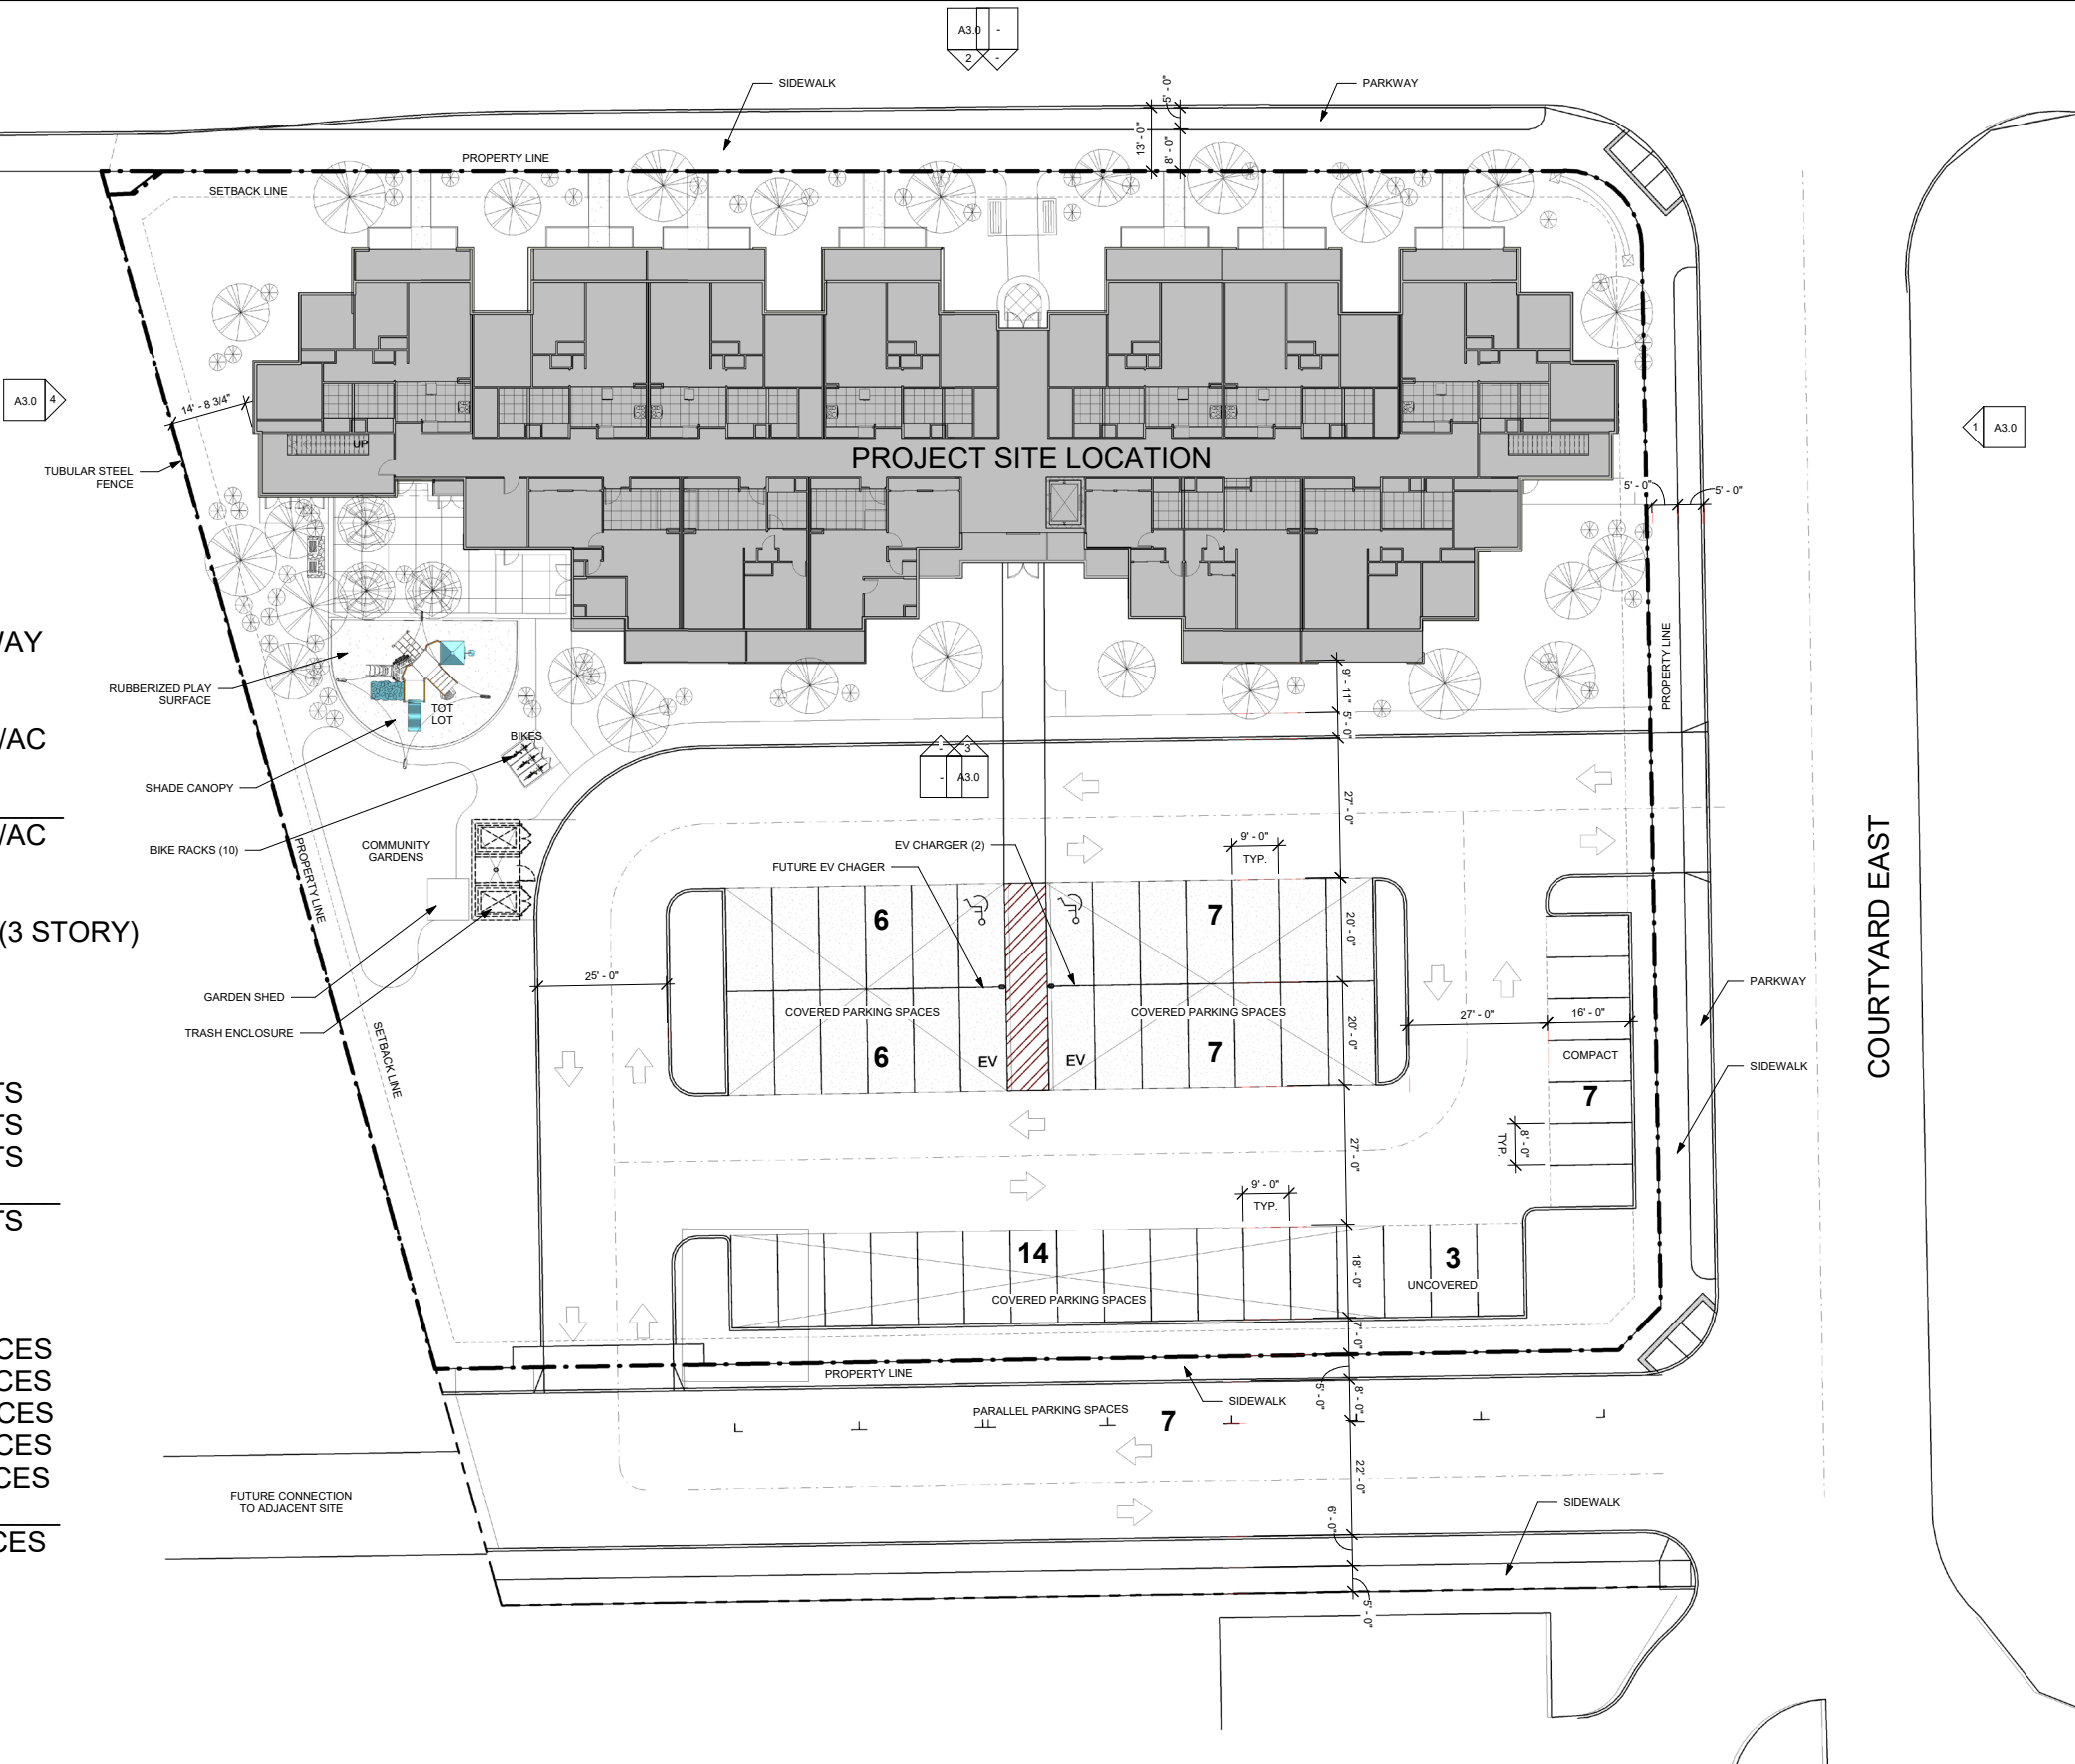 A3.0 -
2 -
SIDEWALK
PARKWAY
5' - 0"
13' - 0"
8' - 0"
PROPERTY LINE
SETBACK LINE
A3.0 4
14' - 8 3/4"
UP
PROJECT SITE LOCATION
1 A3.0
TUBULAR STEEL
FENCE
5' - 0"
5' - 0"
WAY
RUBBERIZED PLAY
SURFACE
TOT
LOT
PROPERTY LINE
9' - 11"
5' - 0"
/AC
BIKES
- 3
- A3.0
SHADE CANOPY
27' - 0"
/AC
BIKE RACKS (10)
COMMUNITY
GARDENS
PROPERTY LINE
EV CHARGER (2)
FUTURE EV CHAGER
9' - 0"
TYP.
COURTYARD EAST
(3 STORY)
6
7
20' - 0"
25' - 0"
GARDEN SHED
PARKWAY
COVERED PARKING SPACES
COVERED PARKING SPACES
27' - 0"
16' - 0"
TRASH ENCLOSURE
SETBACK LINE
20' - 0"
6
EV
EV
7
COMPACT
7
SIDEWALK
TS
TS
TS
8' - 0"
TYP.
27' - 0"
9' - 0"
TYP.
TS
14
3
UNCOVERED
18' - 0"
COVERED PARKING SPACES
CES
CES
CES
CES
CES
7' - 0"
PROPERTY LINE
5' - 0"
8' - 0"
SIDEWALK
PARALLEL PARKING SPACES
7
22' - 0"
FUTURE CONNECTION
TO ADJACENT SITE
6' - 0"
SIDEWALK
CES
5' - 0"